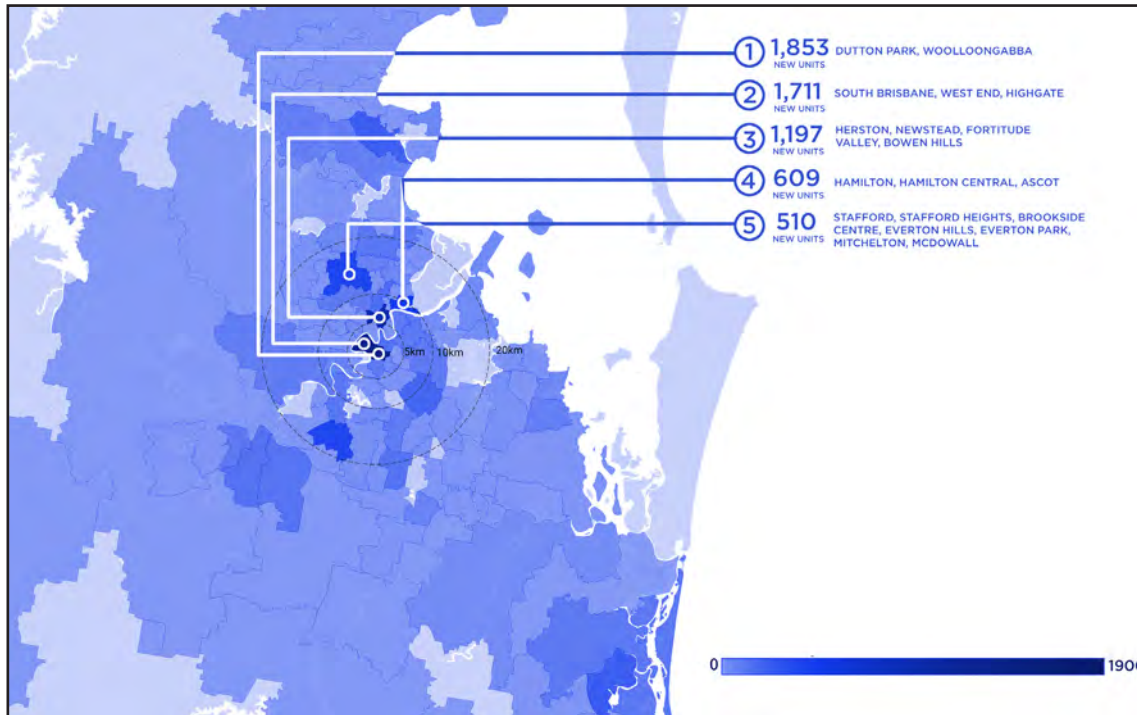 1 1,853 DUTTON PARK, WOOLLOONGABBA
NEW UNITS
2 1,711 SOUTH BRISBANE, WEST END, HIGHGATE
NEW UNITS
3 1,197 HERSTON, NEWSTEAD, FORTITUDE
VALLEY, BOWEN HILLS
NEW UNITS
4 609 HAMILTON, HAMILTON CENTRAL, ASCOT
NEW UNITS
5 510 STAFFORD, STAFFORD HEIGHTS, BROOKSIDE
CENTRE, EVERTON HILLS, EVERTON PARK,
MITCHELTON, MCDOWALL
NEW UNITS
5km 10km 20km
0 1900